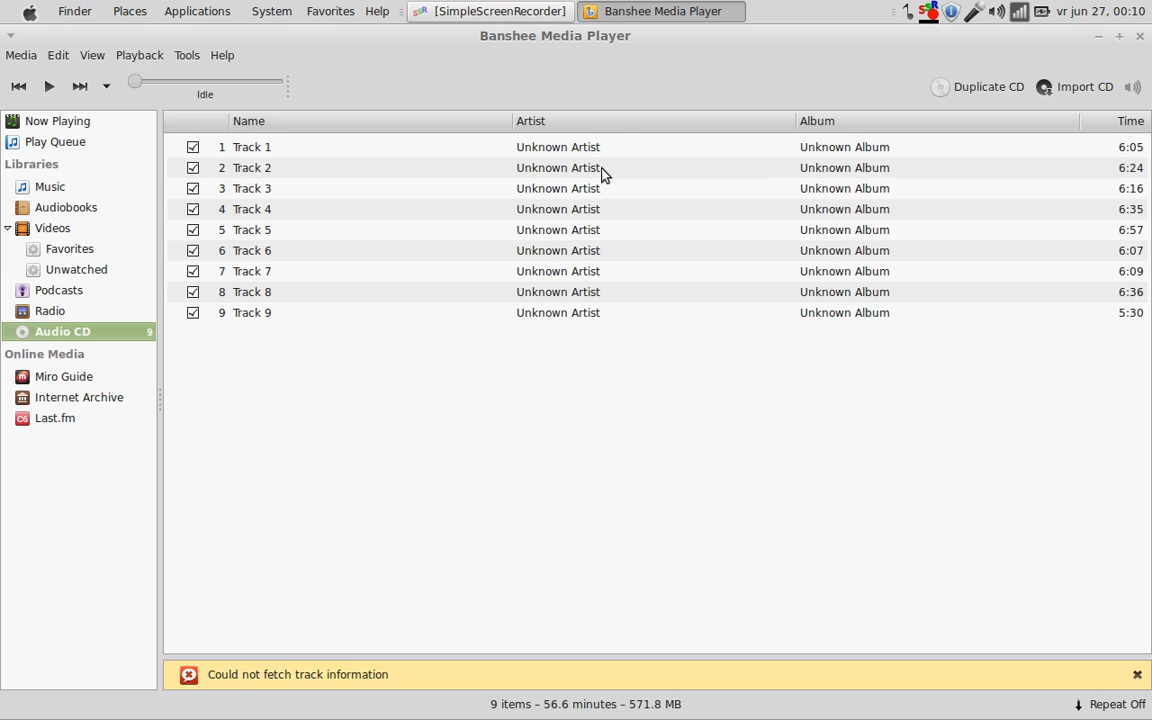 Finder Places Applications System Favorites Help [SimpleScreenRecorder] Banshee Media Player vr jun 27, 00:10
Banshee Media Player
Media Edit View Playback Tools Help
Idle Duplicate CD Import CD
Now Playing
Play Queue
Libraries
Music
Audiobooks
Videos
Favorites
Unwatched
Podcasts
Radio
Audio CD 9
Online Media
Miro Guide
Internet Archive
Last.fm
Name Artist Album Time
1 Track 1 Unknown Artist Unknown Album 6:05
2 Track 2 Unknown Artist Unknown Album 6:24
3 Track 3 Unknown Artist Unknown Album 6:16
4 Track 4 Unknown Artist Unknown Album 6:35
5 Track 5 Unknown Artist Unknown Album 6:57
6 Track 6 Unknown Artist Unknown Album 6:07
7 Track 7 Unknown Artist Unknown Album 6:09
8 Track 8 Unknown Artist Unknown Album 6:36
9 Track 9 Unknown Artist Unknown Album 5:30
Could not fetch track information
9 items – 56.6 minutes – 571.8 MB Repeat Off